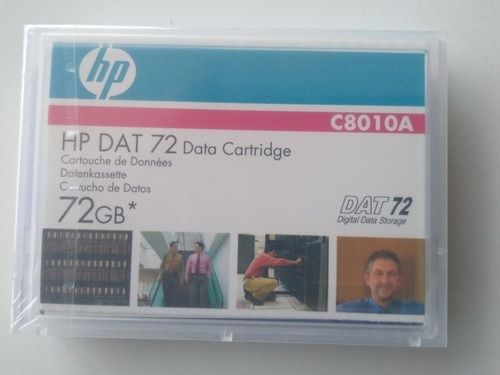 hp
C8010A
HP DAT 72 Data Cartridge
Cartouche de Données
Datenkassette
Cartucho de Datos
72GB*
DAT 72
Digital Data Storage